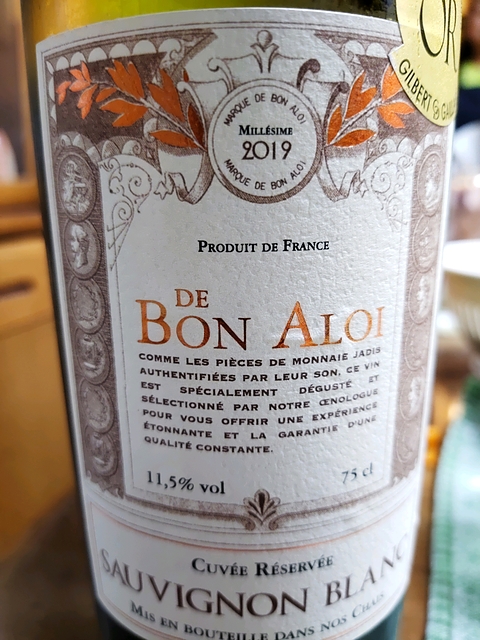 OR
GILBERT & GAILLARD
MARQUE DE BON ALOI
MILLÉSIME
2019
MARQUE DE BON ALOI
PRODUIT DE FRANCE
DE
BON ALOI
COMME LES PIÈCES DE MONNAIE JADIS
AUTHENTIFIÉES PAR LEUR SON, CE VIN
EST SPÉCIALEMENT DÉGUSTÉ ET
SÉLECTIONNÉ PAR NOTRE ŒNOLOGUE
POUR VOUS OFFRIR UNE EXPÉRIENCE
ÉTONNANTE ET LA GARANTIE D'UNE
QUALITÉ CONSTANTE.
11,5% vol 75 cl
CUVÉE RÉSERVÉE
SAUVIGNON BLANC
MIS EN BOUTEILLE DANS NOS CHAIS